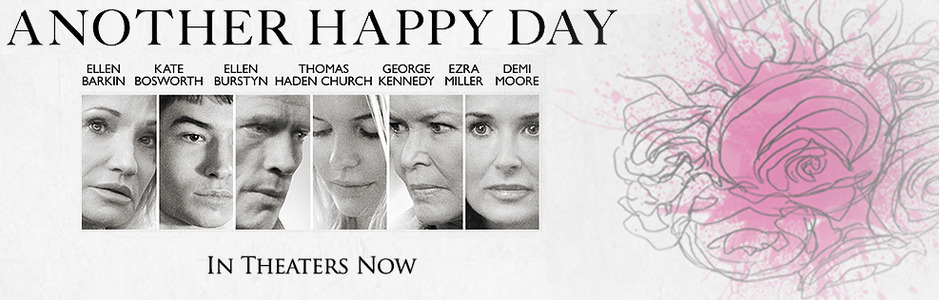 ANOTHER HAPPY DAY
ELLEN KATE ELLEN THOMAS GEORGE EZRA DEMI
BARKIN BOSWORTH BURSTYN HADEN CHURCH KENNEDY MILLER MOORE
IN THEATERS NOW